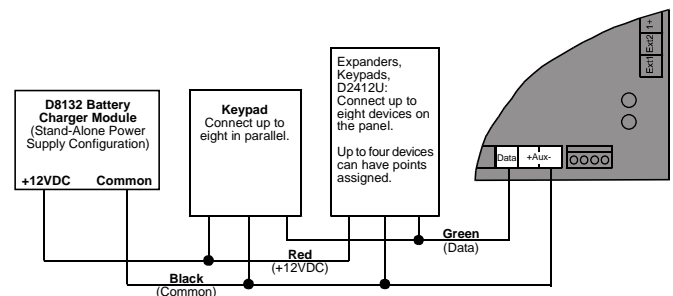 D8132 Battery
Charger Module
(Stand-Alone Power
Supply Configuration)
+12VDC Common
Keypad
Connect up to
eight in parallel.
Expanders,
Keypads,
D2412U:
Connect up to
eight devices on
the panel.
Up to four devices
can have points
assigned.
Ext1 Ext2 1+
Data +Aux-
Green
(Data)
Red
(+12VDC)
Black
(Common)